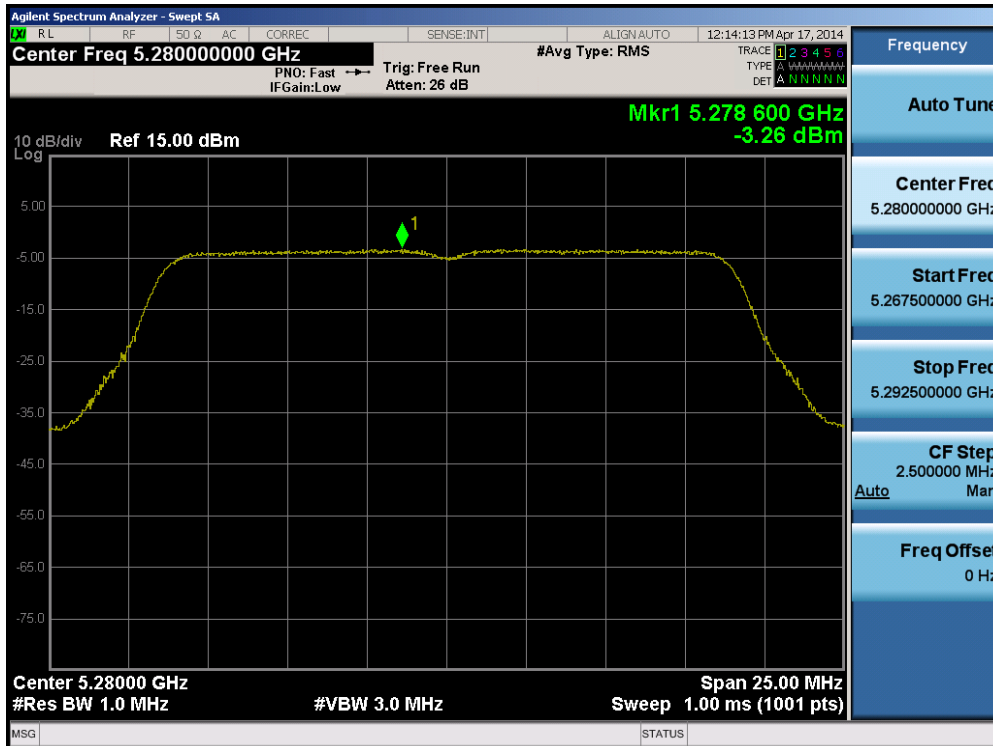 Agilent Spectrum Analyzer - Swept SA
LXI RL RF 50 Ω AC CORREC SENSE:INT ALIGNAUTO 12:14:13 PM Apr 17, 2014
Center Freq 5.280000000 GHz
PNO: Fast
IFGain:Low
Trig: Free Run
Atten: 26 dB
#Avg Type: RMS
TRACE 1 2 3 4 5 6
TYPE A WWWWW
DET A N N N N N
Mkr1 5.278 600 GHz
-3.26 dBm
10 dB/div Ref 15.00 dBm
Log
1
5.00
-5.00
-15.0
-25.0
-35.0
-45.0
-55.0
-65.0
-75.0
Center 5.28000 GHz Span 25.00 MHz
#Res BW 1.0 MHz #VBW 3.0 MHz Sweep 1.00 ms (1001 pts)
MSG STATUS
Frequency
Auto Tune
Center Freq
5.280000000 GHz
Start Freq
5.267500000 GHz
Stop Freq
5.292500000 GHz
CF Step
2.500000 MHz
Auto Man
Freq Offset
0 Hz